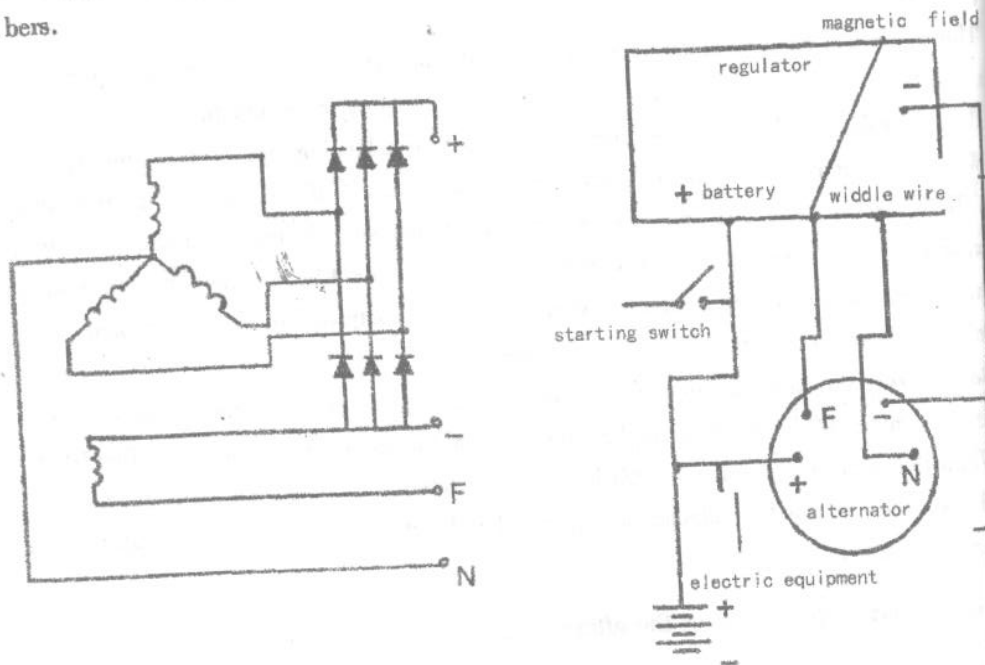 bers.
+
-
F
N
magnetic field
regulator
-
+ battery
widdle wire
starting switch
F
-
+
N
alternator
electric equipment
+
-